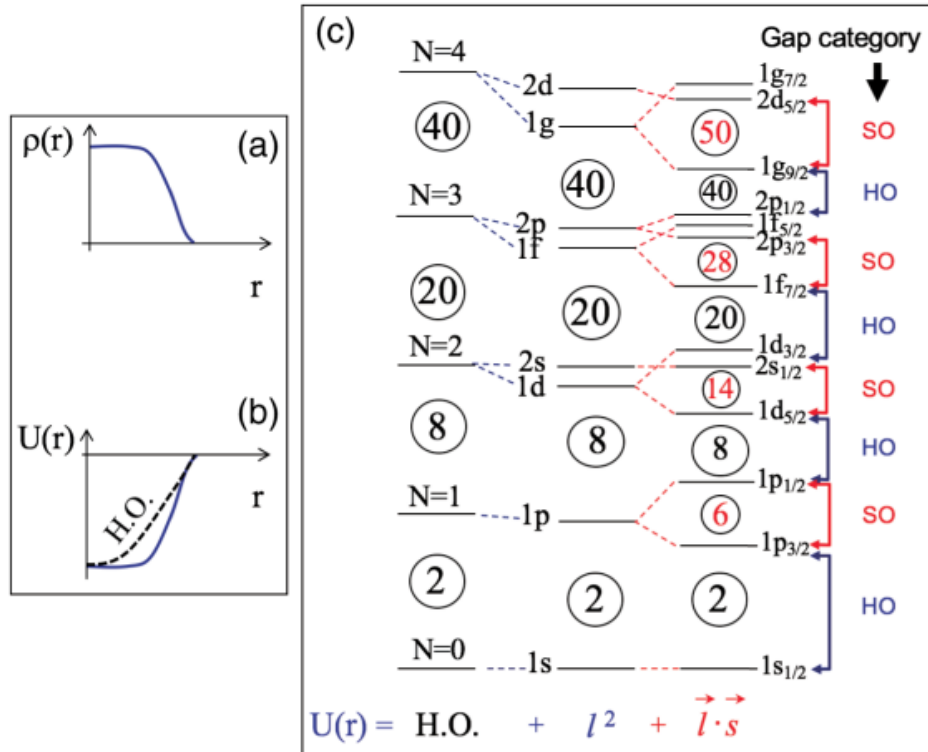 (a)
ρ(r)
r
(b)
U(r)
H.O.
r
(c)
Gap category
N=4
40
N=3
20
N=2
8
N=1
2
N=0
2d
1g
40
2p
1f
20
2s
1d
8
1p
2
1s
1g7/2
2d5/2
50
1g9/2
40
2p1/2
1f5/2
2p3/2
28
1f7/2
20
1d3/2
2s1/2
14
1d5/2
8
1p1/2
6
1p3/2
2
1s1/2
SO
HO
SO
HO
SO
HO
SO
HO
U(r) = H.O. + l² + l · s